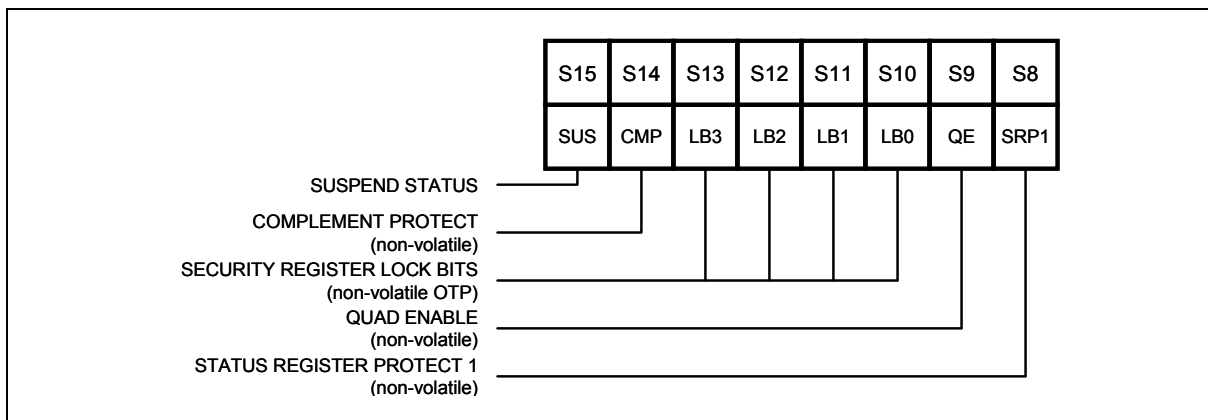 S15 S14 S13 S12 S11 S10 S9 S8
SUS CMP LB3 LB2 LB1 LB0 QE SRP1
SUSPEND STATUS
COMPLEMENT PROTECT
(non-volatile)
SECURITY REGISTER LOCK BITS
(non-volatile OTP)
QUAD ENABLE
(non-volatile)
STATUS REGISTER PROTECT 1
(non-volatile)